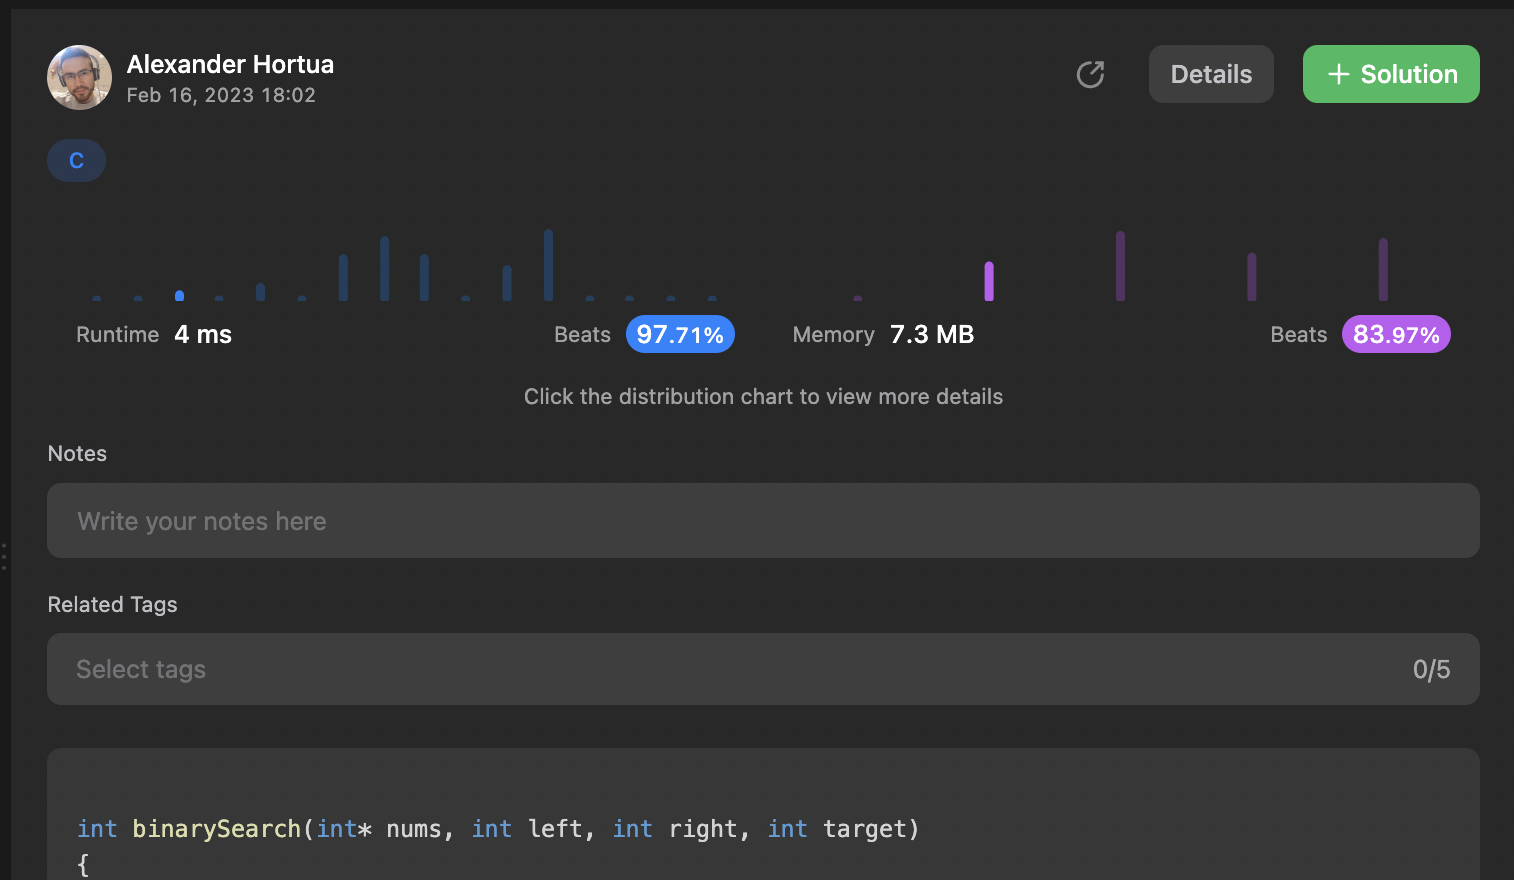 Alexander Hortua
Feb 16, 2023 18:02
Details
+ Solution
C
Runtime 4 ms
Beats 97.71%
Memory 7.3 MB
Beats 83.97%
Click the distribution chart to view more details
Notes
Write your notes here
Related Tags
Select tags
0/5
int binarySearch(int* nums, int left, int right, int target)
{